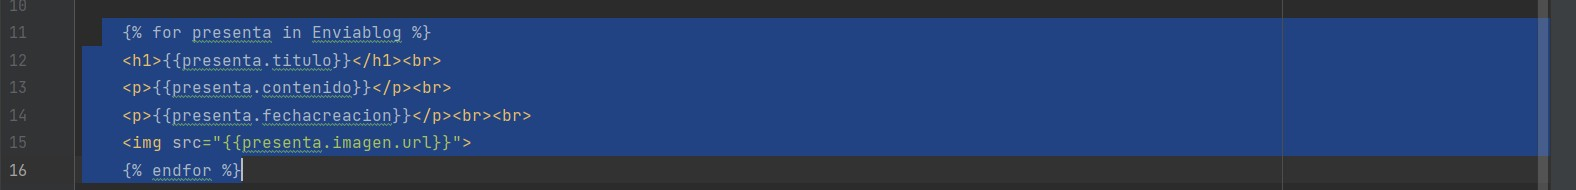 10
11 {% for presenta in Enviablog %}
12 <h1>{{presenta.titulo}}</h1><br>
13 <p>{{presenta.contenido}}</p><br>
14 <p>{{presenta.fechacreacion}}</p><br><br>
15 <img src="{{presenta.imagen.url}}">
16 {% endfor %}